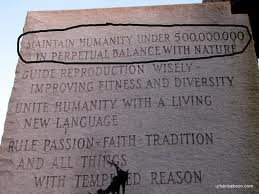 MAINTAIN HUMANITY UNDER 500,000,000
IN PERPETUAL BALANCE WITH NATURE
GUIDE REPRODUCTION WISELY-
IMPROVING FITNESS AND DIVERSITY
UNITE HUMANITY WITH A LIVING
NEW LANGUAGE
RULE PASSION-FAITH-TRADITION
AND ALL THINGS
WITH TEMPERED REASON
urbanbaboon.com